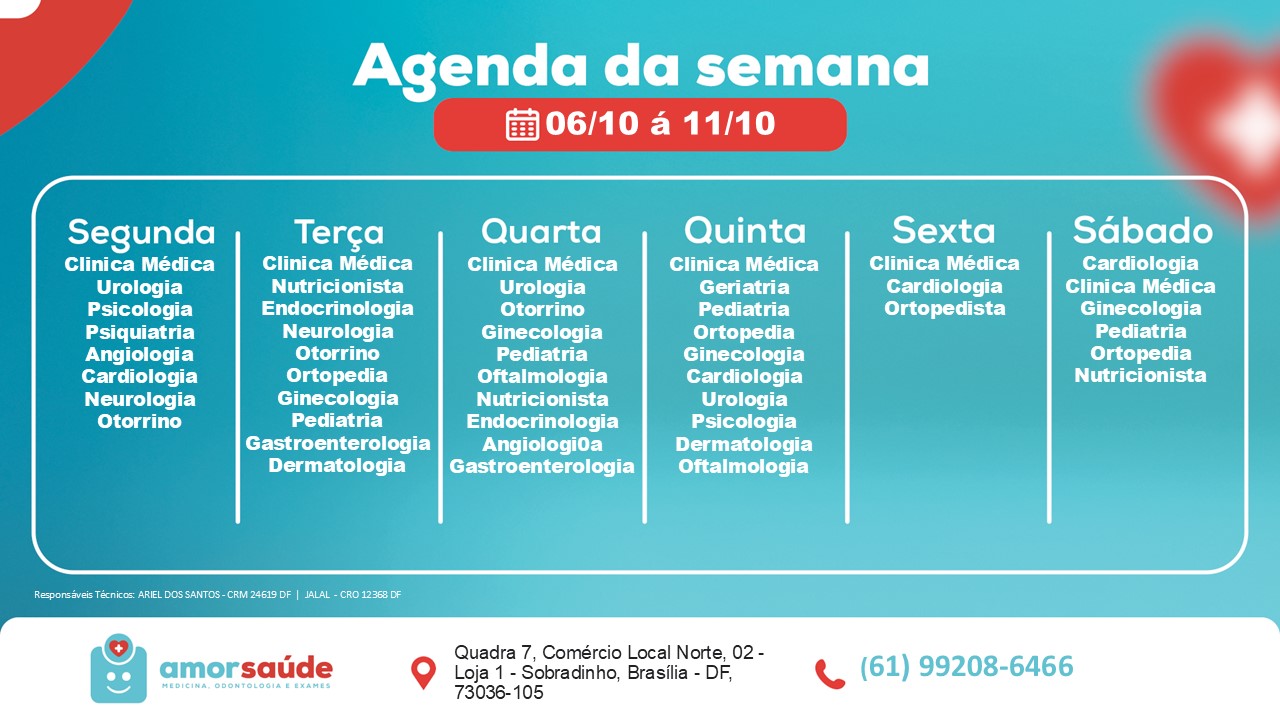 Agenda da semana
06/10 á 11/10
Segunda
Clinica Médica
Urologia
Psicologia
Psiquiatria
Angiologia
Cardiologia
Neurologia
Otorrino
Terça
Clinica Médica
Nutricionista
Endocrinologia
Neurologia
Otorrino
Ortopedia
Ginecologia
Pediatria
Gastroenterologia
Dermatologia
Quarta
Clinica Médica
Urologia
Otorrino
Ginecologia
Pediatria
Oftalmologia
Nutricionista
Endocrinologia
Angiologi0a
Gastroenterologia
Quinta
Clinica Médica
Geriatria
Pediatria
Ortopedia
Ginecologia
Cardiologia
Urologia
Psicologia
Dermatologia
Oftalmologia
Sexta
Clinica Médica
Cardiologia
Ortopedista
Sábado
Cardiologia
Clinica Médica
Ginecologia
Pediatria
Ortopedia
Nutricionista
Responsáveis Técnicos: ARIEL DOS SANTOS - CRM 24619 DF | JALAL - CRO 12368 DF
amorsaúde
MEDICINA, ODONTOLOGIA E EXAMES
Quadra 7, Comércio Local Norte, 02 -
Loja 1 - Sobradinho, Brasília - DF,
73036-105
(61) 99208-6466